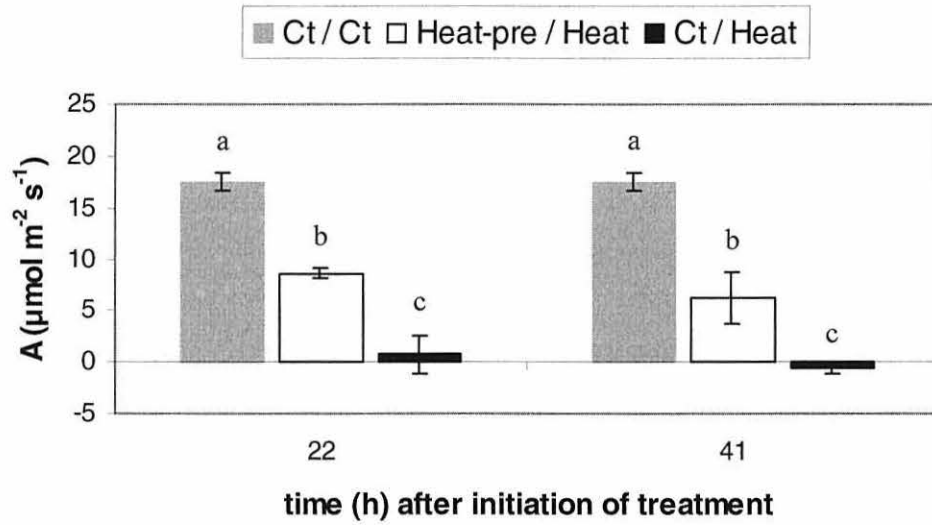 Ct / Ct Heat-pre / Heat Ct / Heat
25
20
15
10
5
0
-5
A (µmol m⁻² s⁻¹)
a
b
c
a
b
c
22 41
time (h) after initiation of treatment